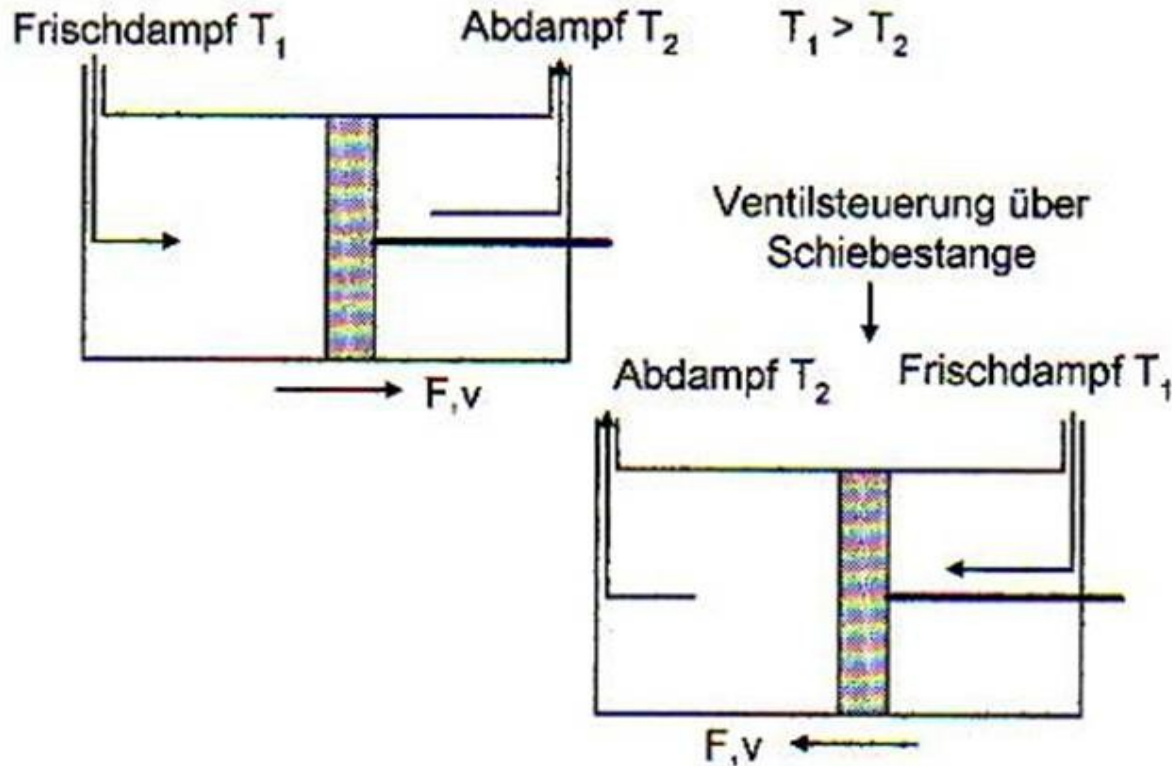 Frischdampf T₁
Abdampf T₂
T₁ > T₂
Ventilsteuerung über
Schiebestange
F,v
Abdampf T₂
Frischdampf T₁
F,v